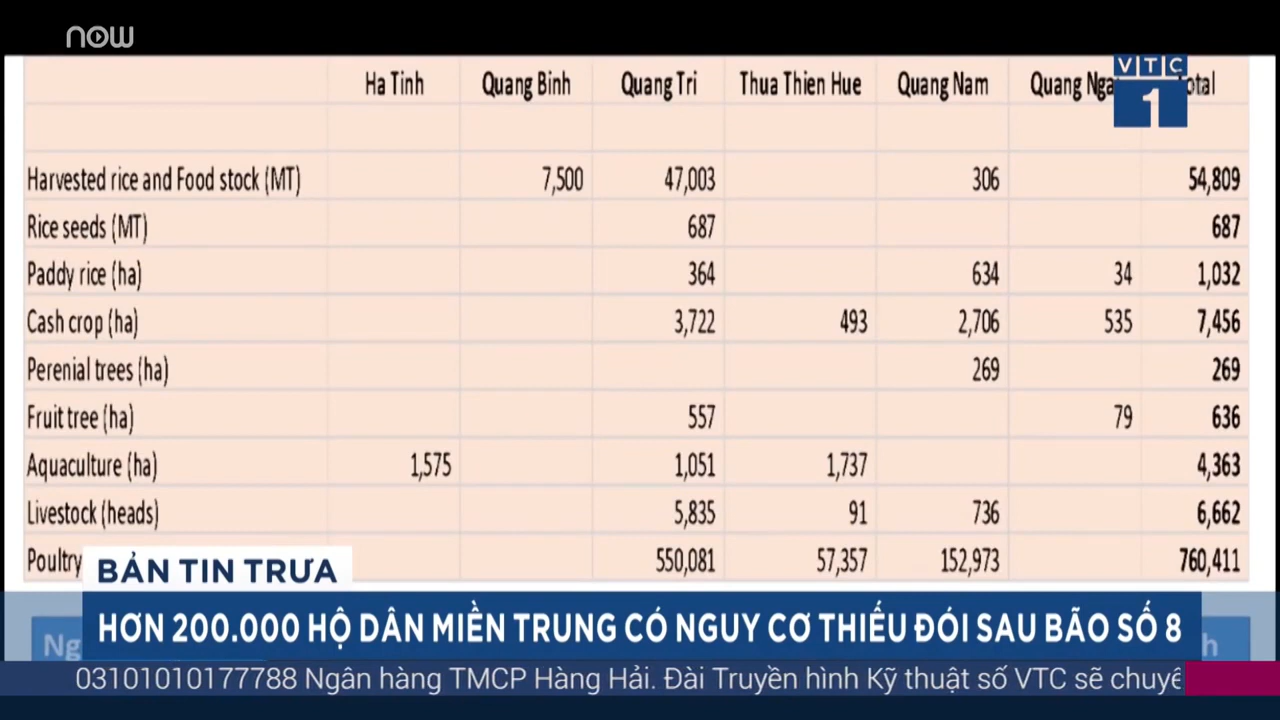 now
VTC
1
Ha Tinh Quang Binh Quang Tri Thua Thien Hue Quang Nam Quang Total
Harvested rice and Food stock (MT) 7,500 47,003 306 54,809
Rice seeds (MT) 687 687
Paddy rice (ha) 364 634 34 1,032
Cash crop (ha) 3,722 493 2,706 535 7,456
Perenial trees (ha) 269 269
Fruit tree (ha) 557 79 636
Aquaculture (ha) 1,575 1,051 1,737 4,363
Livestock (heads) 5,835 91 736 6,662
Poultry 550,081 57,357 152,973 760,411
BẢN TIN TRƯA
HƠN 200.000 HỘ DÂN MIỀN TRUNG CÓ NGUY CƠ THIẾU ĐÓI SAU BÃO SỐ 8
03101010177788 Ngân hàng TMCP Hàng Hải. Đài Truyền hình Kỹ thuật số VTC sẽ chuyể